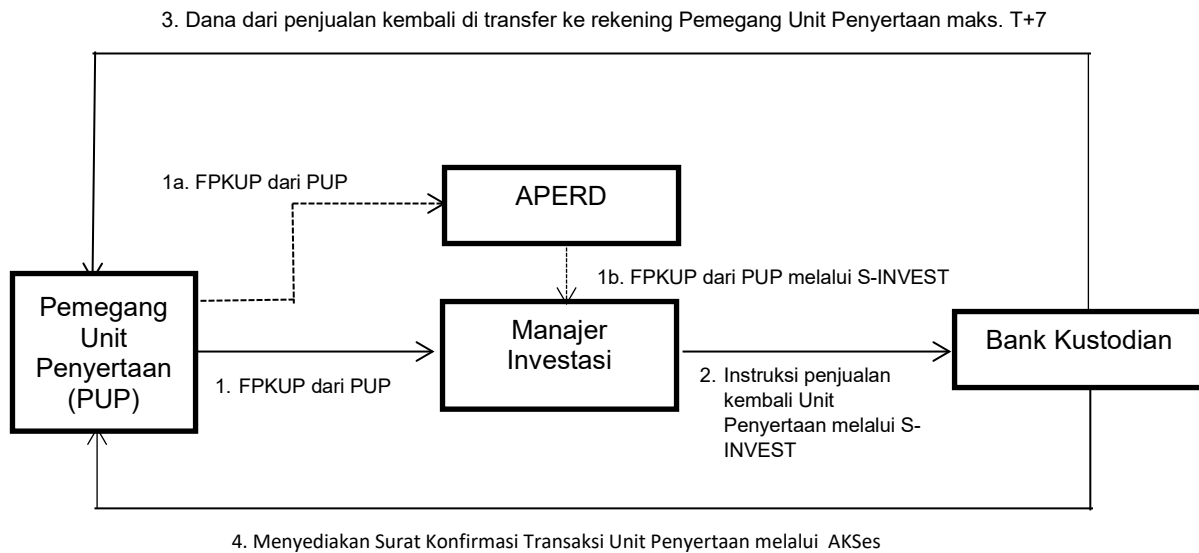 3. Dana dari penjualan kembali di transfer ke rekening Pemegang Unit Penyertaan maks. T+7
1a. FPKUP dari PUP
APERD
1b. FPKUP dari PUP melalui S-INVEST
Pemegang
Unit
Penyertaan
(PUP)
Manajer
Investasi
Bank Kustodian
1. FPKUP dari PUP
2. Instruksi penjualan
kembali Unit
Penyertaan melalui S-
INVEST
4. Menyediakan Surat Konfirmasi Transaksi Unit Penyertaan melalui AKSes